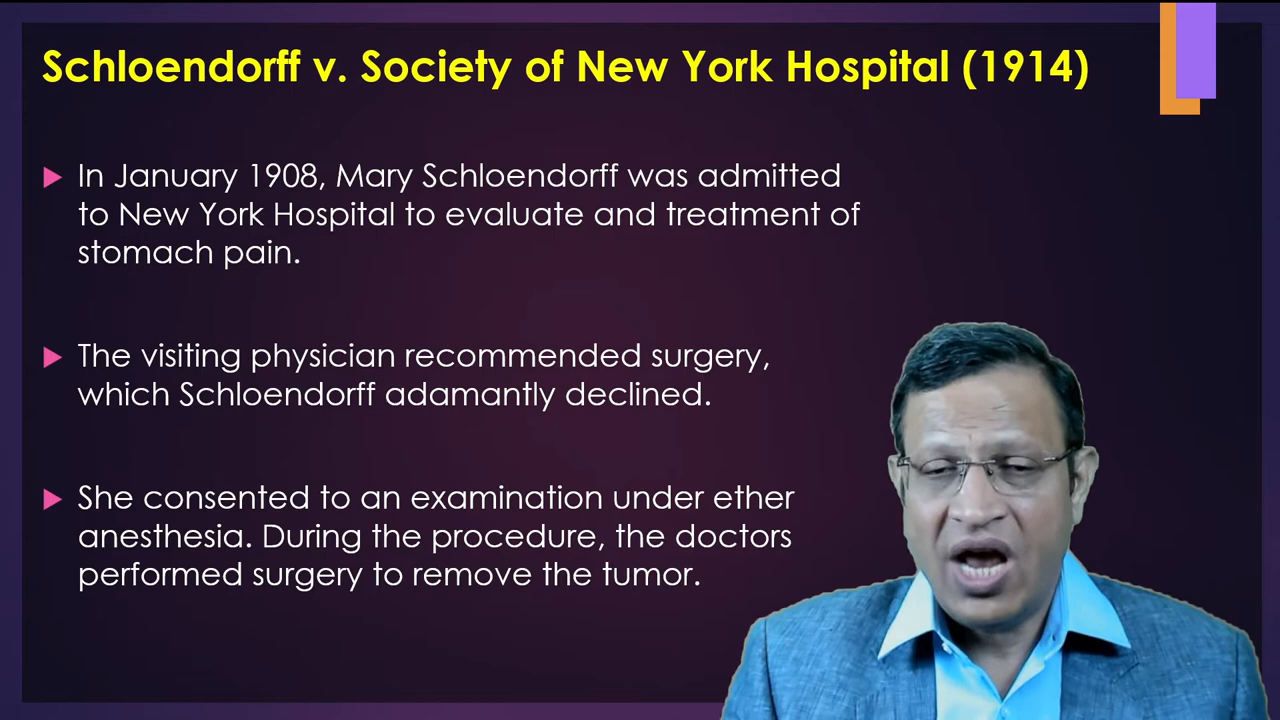 Schloendorff v. Society of New York Hospital (1914)
In January 1908, Mary Schloendorff was admitted
to New York Hospital to evaluate and treatment of
stomach pain.
The visiting physician recommended surgery,
which Schloendorff adamantly declined.
She consented to an examination under ether
anesthesia. During the procedure, the doctors
performed surgery to remove the tumor.